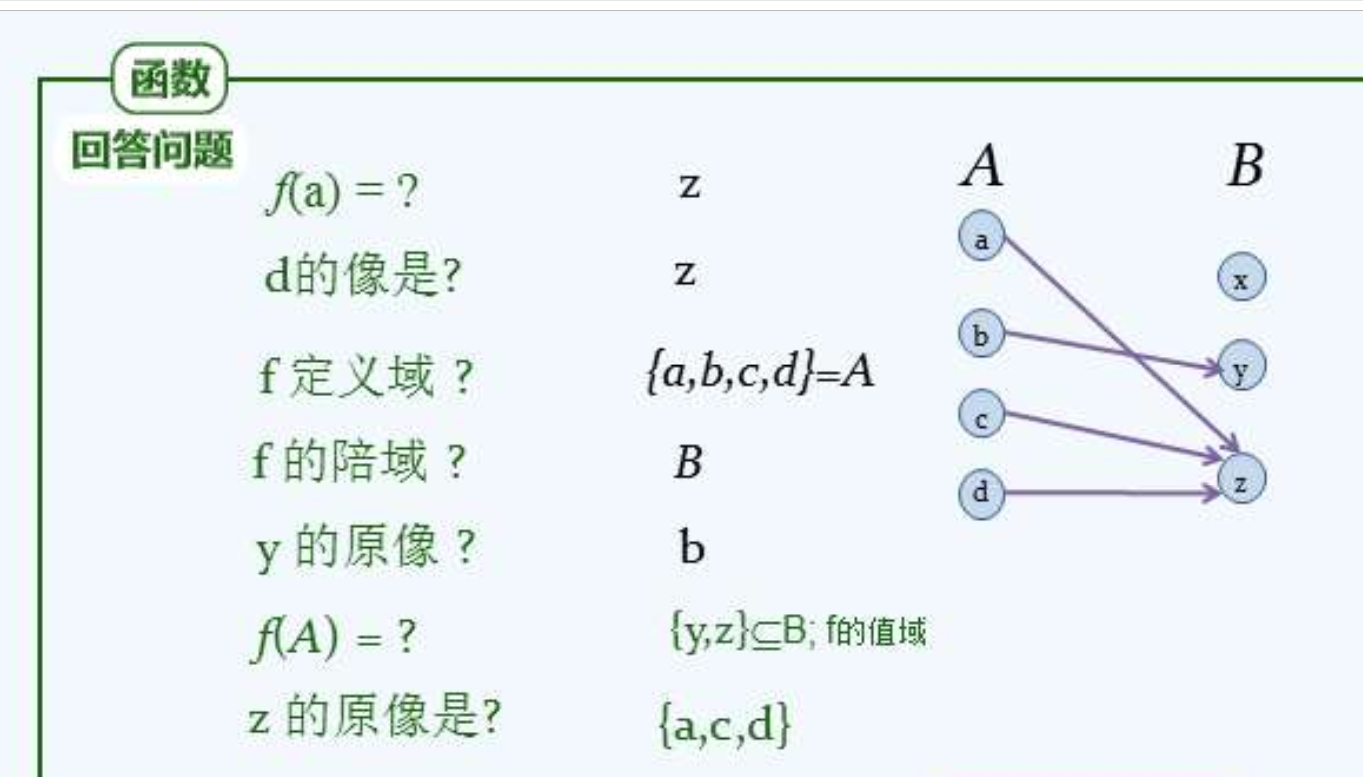 函数
回答问题
f(a) = ? z
d的像是? z
f 定义域 ? {a,b,c,d}=A
f 的陪域 ? B
y 的原像 ? b
f(A) = ? {y,z}⊆B; f的值域
z 的原像是? {a,c,d}
A B
a
x
b
y
c
d
z